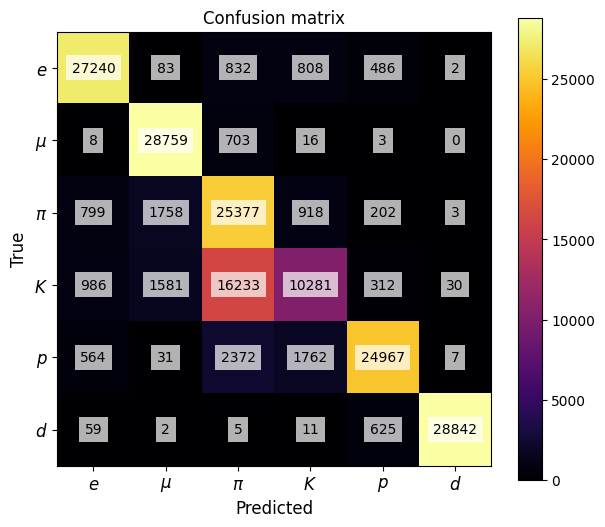 Confusion matrix
True
e 27240 83 832 808 486 2
μ 8 28759 703 16 3 0
π 799 1758 25377 918 202 3
K 986 1581 16233 10281 312 30
p 564 31 2372 1762 24967 7
d 59 2 5 11 625 28842
e μ π K p d
Predicted
25000
20000
15000
10000
5000
0